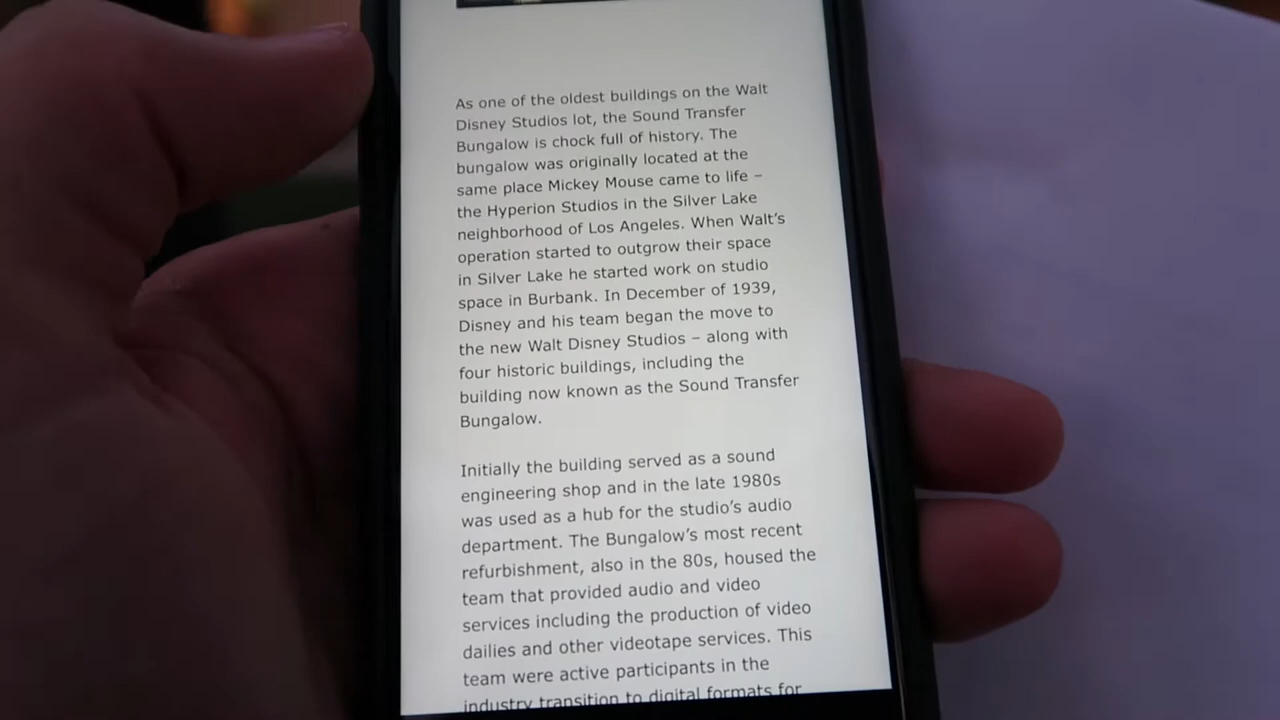 As one of the oldest buildings on the Walt
Disney Studios lot, the Sound Transfer
Bungalow is chock full of history. The
bungalow was originally located at the
same place Mickey Mouse came to life –
the Hyperion Studios in the Silver Lake
neighborhood of Los Angeles. When Walt’s
operation started to outgrow their space
in Silver Lake he started work on studio
space in Burbank. In December of 1939,
Disney and his team began the move to
the new Walt Disney Studios – along with
four historic buildings, including the
building now known as the Sound Transfer
Bungalow.
Initially the building served as a sound
engineering shop and in the late 1980s
was used as a hub for the studio’s audio
department. The Bungalow’s most recent
refurbishment, also in the 80s, housed the
team that provided audio and video
services including the production of video
dailies and other videotape services. This
team were active participants in the
industry transition to digital formats for